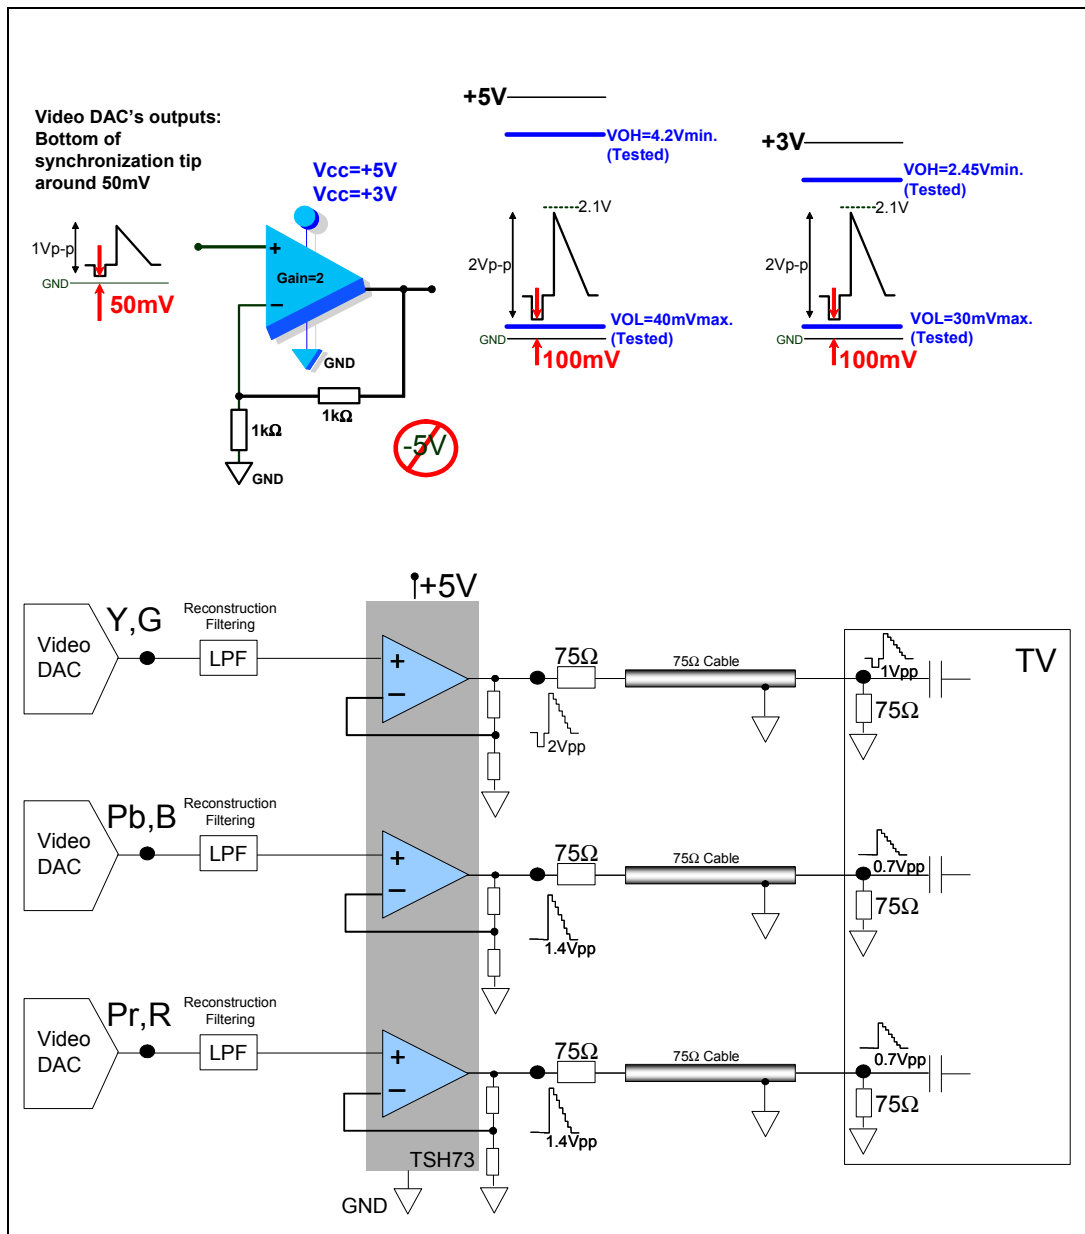 Video DAC's outputs:
Bottom of
synchronization tip
around 50mV
1Vp-p
GND
50mV
Vcc=+5V
Vcc=+3V
+
Gain=2
−
GND
1kΩ
1kΩ
GND
-5V
+5V
VOH=4.2Vmin.
(Tested)
2.1V
2Vp-p
VOL=40mVmax.
(Tested)
GND
100mV
+3V
VOH=2.45Vmin.
(Tested)
2.1V
2Vp-p
VOL=30mVmax.
(Tested)
GND
100mV
+5V
Video
DAC
Y,G
Reconstruction
Filtering
LPF
+
−
75Ω
2Vpp
75Ω Cable
TV
1Vpp
75Ω
Video
DAC
Pb,B
Reconstruction
Filtering
LPF
+
−
75Ω
1.4Vpp
75Ω Cable
0.7Vpp
75Ω
Video
DAC
Pr,R
Reconstruction
Filtering
LPF
+
−
75Ω
1.4Vpp
75Ω Cable
0.7Vpp
75Ω
TSH73
GND